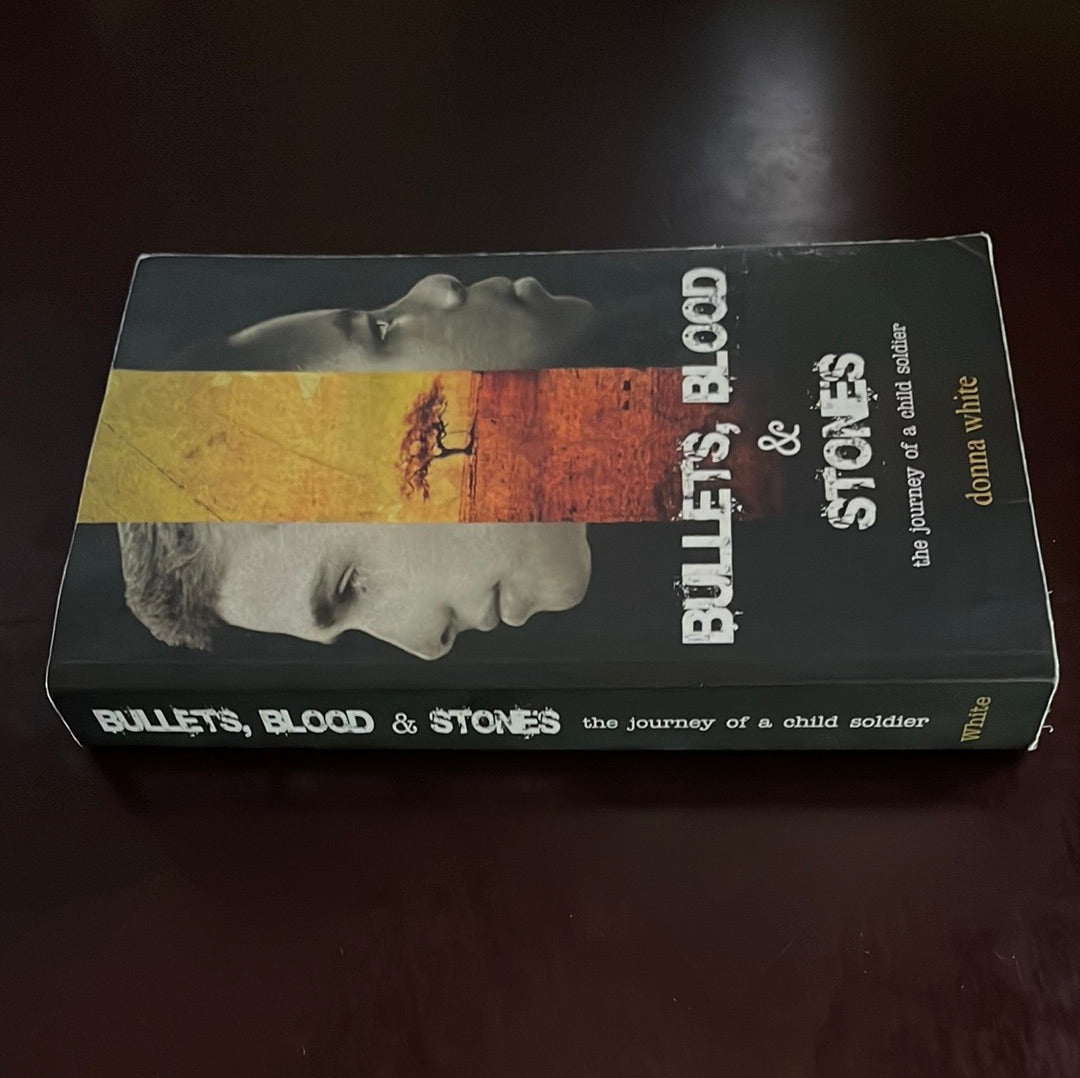 BULLETS, BLOOD
&
STONES
the journey of a child soldier
donna white
BULLETS, BLOOD & STONES the journey of a child soldier White